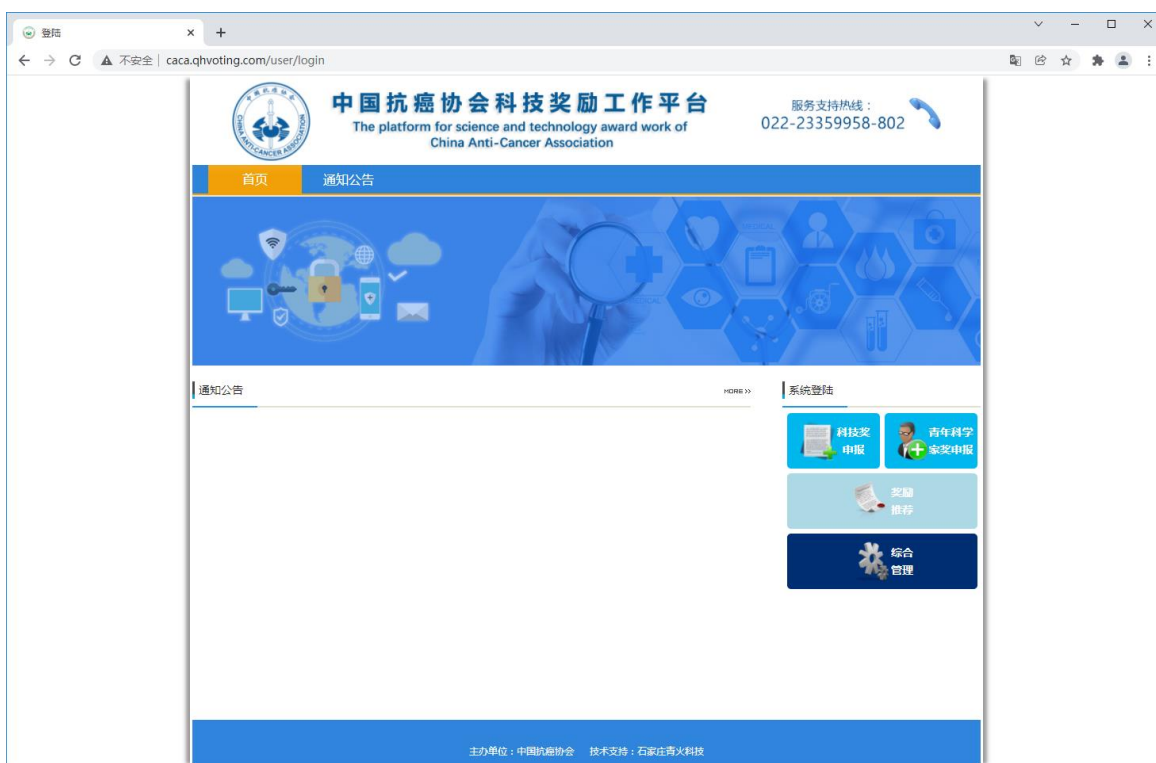 登陆
不安全 | caca.qhvoting.com/user/login
中国抗癌协会科技奖励工作平台
The platform for science and technology award work of
China Anti-Cancer Association
CHINA ANTI-CANCER ASSOCIATION
服务支持热线：
022-23359958-802
首页
通知公告
通知公告
MORE >>
系统登陆
科技奖
申报
青年科学
家奖申报
奖励
推荐
综合
管理
主办单位：中国抗癌协会 技术支持：石家庄青火科技